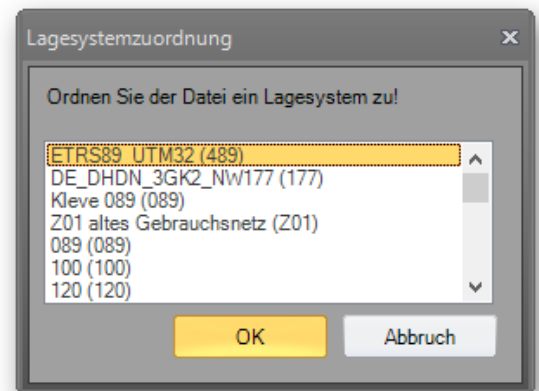 Lagesystemzuordnung
Ordnen Sie der Datei ein Lagesystem zu!
ETRS89_UTM32 (489)
DE_DHDN_3GK2_NW177 (177)
Kleve 089 (089)
Z01 altes Gebrauchsnetz (Z01)
089 (089)
100 (100)
120 (120)
OK Abbruch